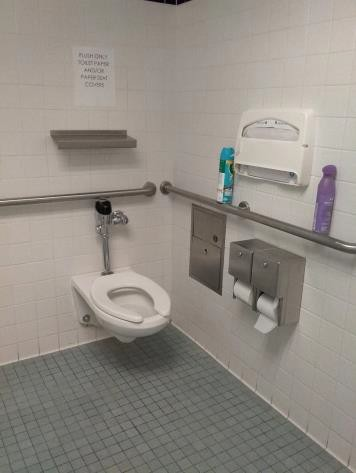 FLUSH ONLY
TOILET PAPER
AND/OR
PAPER SEAT
COVERS